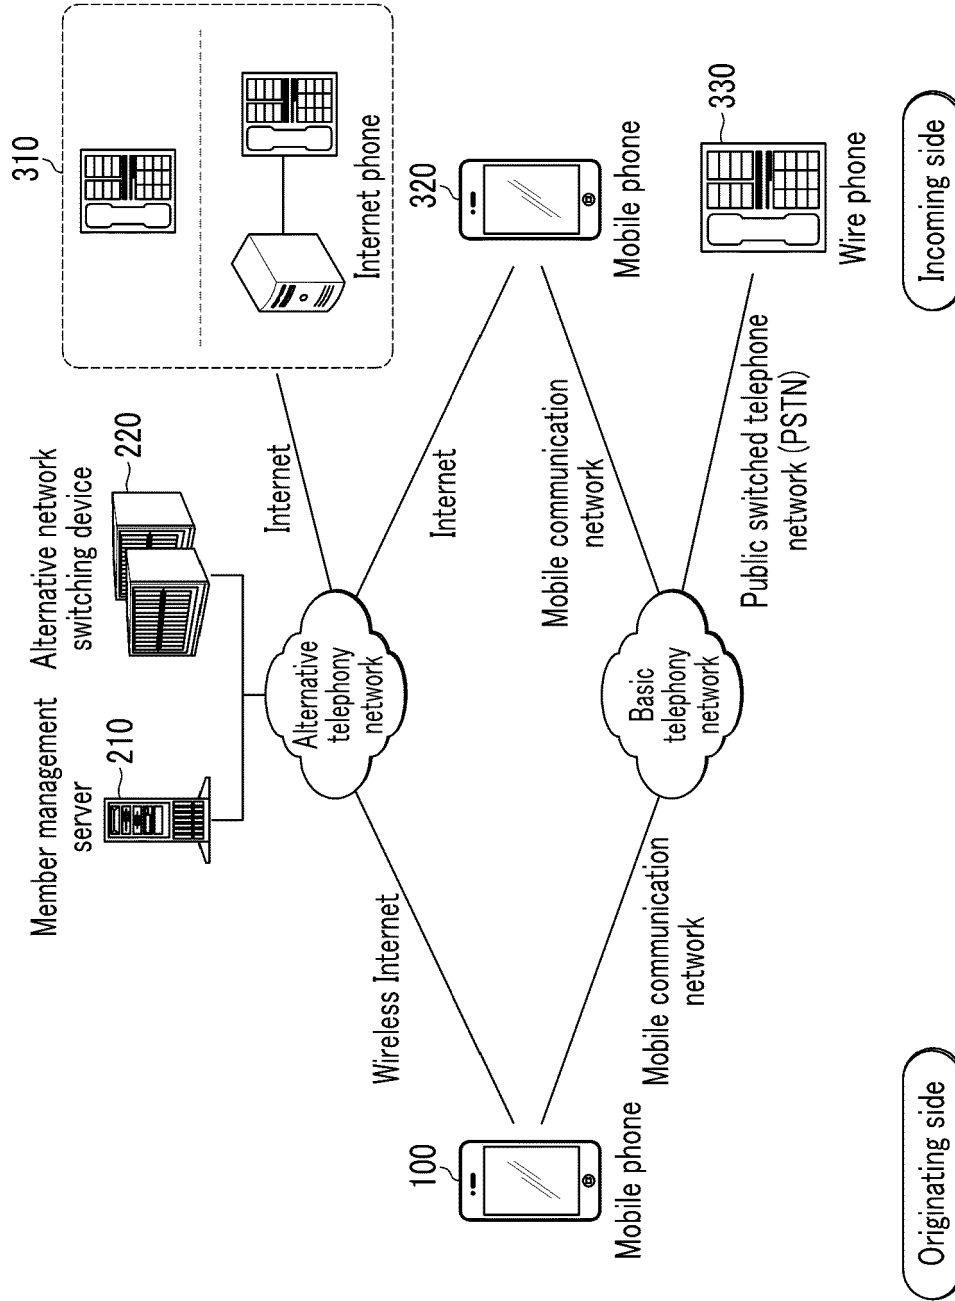 Member management
server
210
Alternative network
switching device
220
310
Internet phone
Alternative
telephony
network
Internet
Wireless Internet
Internet
100
Mobile phone
320
Mobile phone
Mobile communication
network
Mobile communication
network
Basic
telephony
network
Public switched telephone
network (PSTN)
330
Wire phone
Originating side
Incoming side